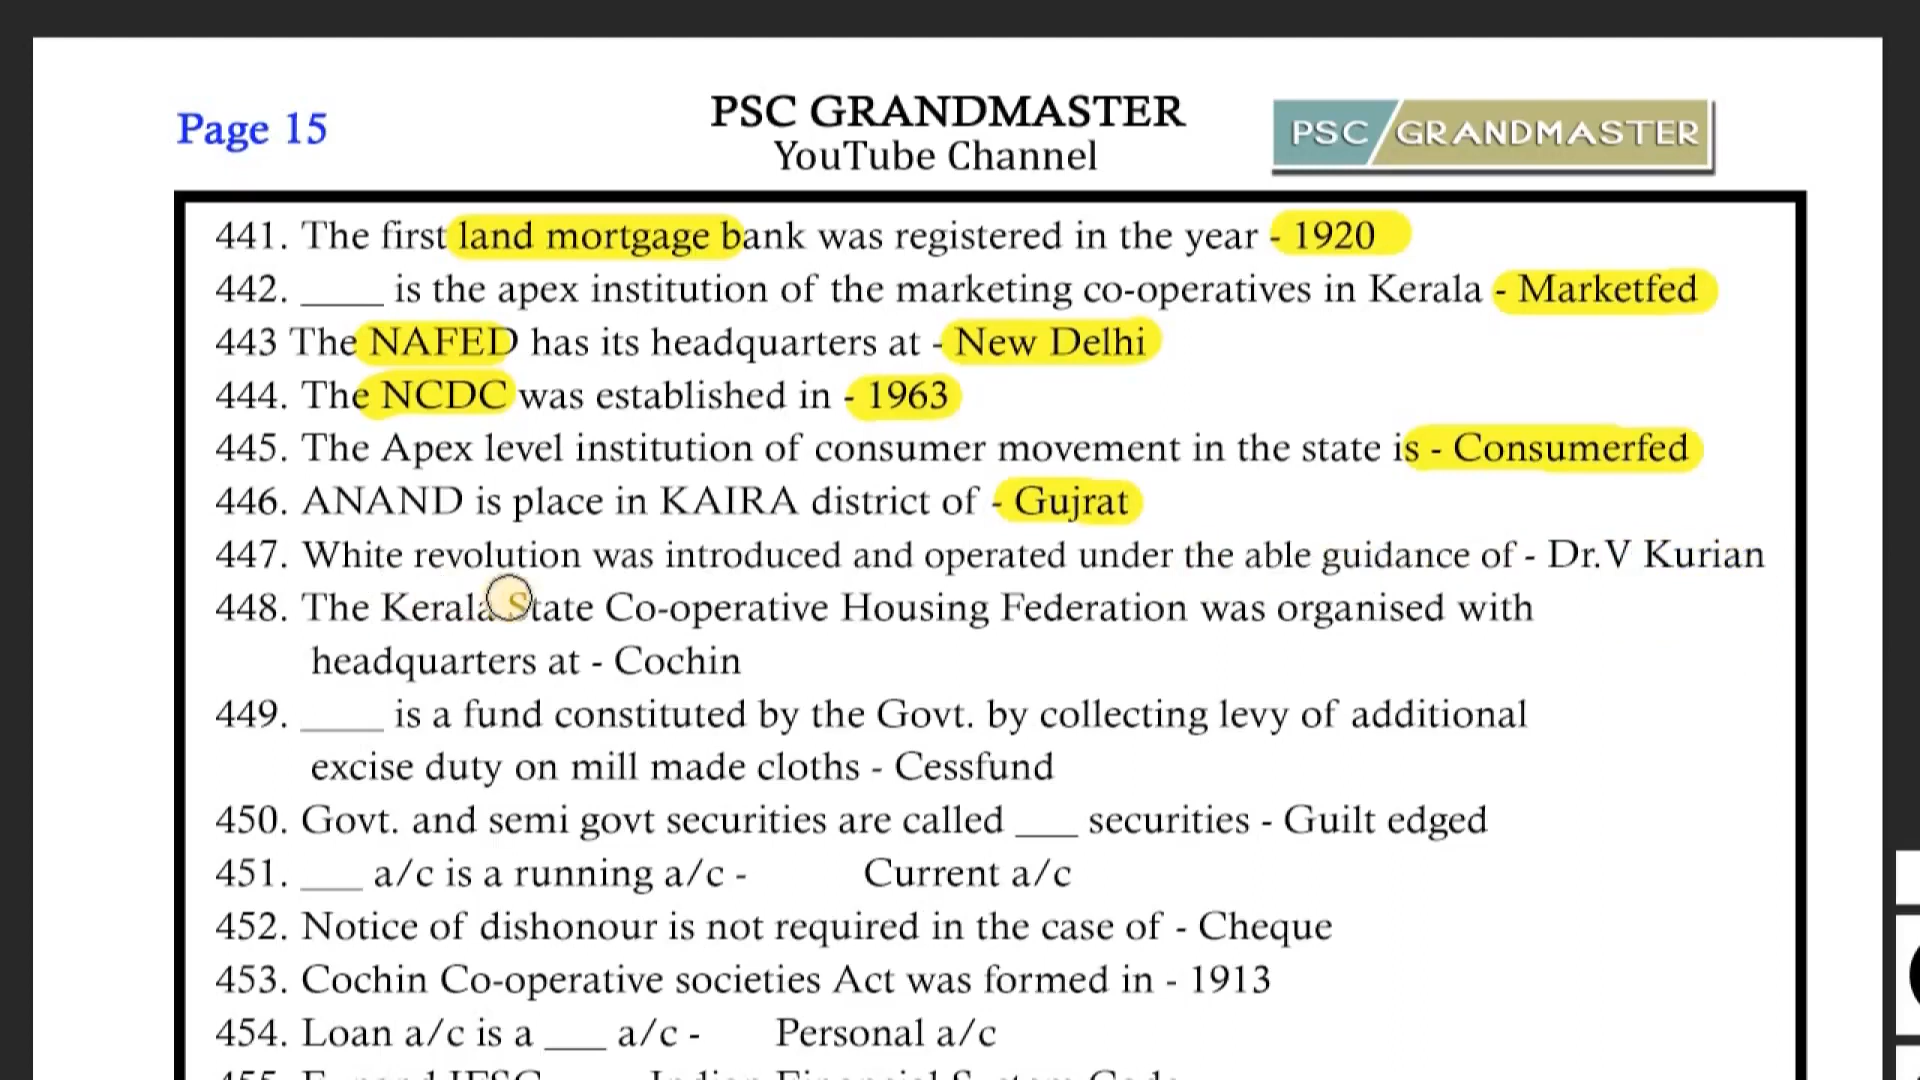 Page 15
PSC GRANDMASTER
YouTube Channel
PSC GRANDMASTER
441. The first land mortgage bank was registered in the year - 1920
442. ____ is the apex institution of the marketing co-operatives in Kerala - Marketfed
443 The NAFED has its headquarters at - New Delhi
444. The NCDC was established in - 1963
445. The Apex level institution of consumer movement in the state is - Consumerfed
446. ANAND is place in KAIRA district of - Gujrat
447. White revolution was introduced and operated under the able guidance of - Dr.V Kurian
448. The Kerala State Co-operative Housing Federation was organised with
headquarters at - Cochin
449. ____ is a fund constituted by the Govt. by collecting levy of additional
excise duty on mill made cloths - Cessfund
450. Govt. and semi govt securities are called ___ securities - Guilt edged
451. ___ a/c is a running a/c - Current a/c
452. Notice of dishonour is not required in the case of - Cheque
453. Cochin Co-operative societies Act was formed in - 1913
454. Loan a/c is a ___ a/c - Personal a/c